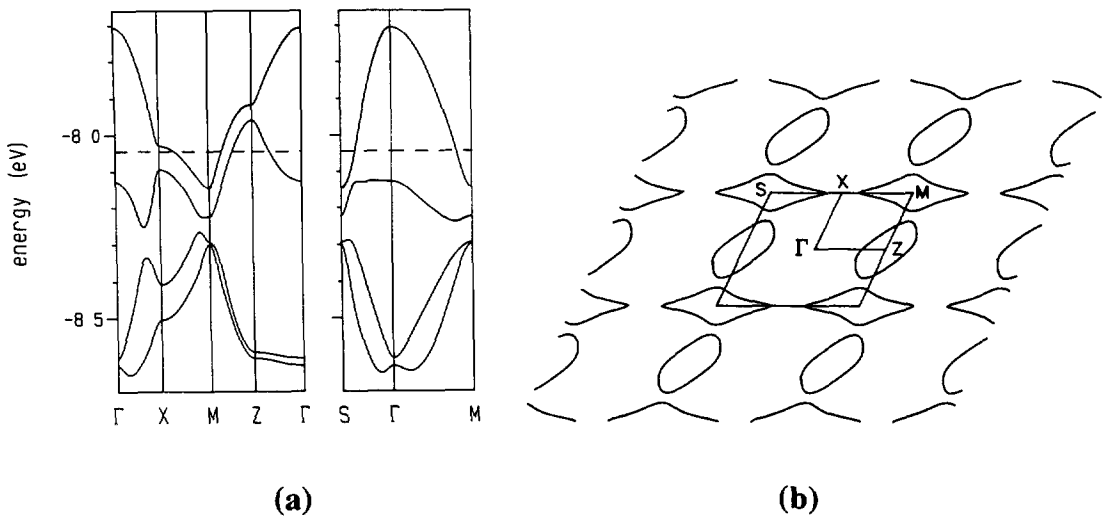 energy (eV)
-8 0
-8 5
Γ X M Z Γ
S Γ M
S X M
Γ Z
(a)
(b)